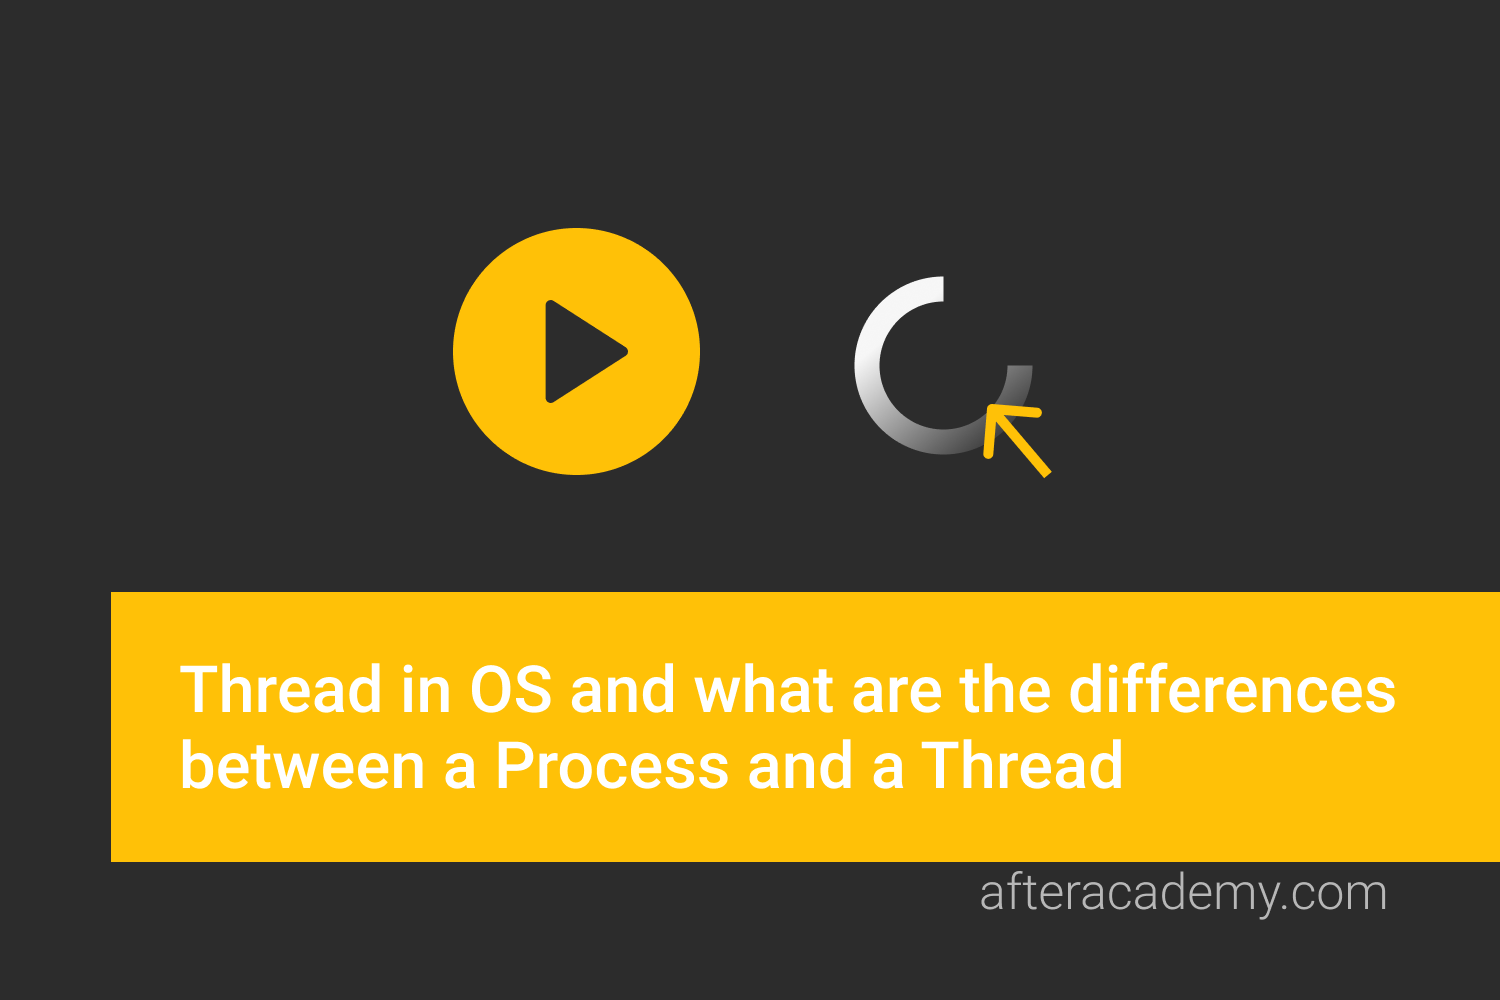 Thread in OS and what are the differences
between a Process and a Thread
afteracademy.com